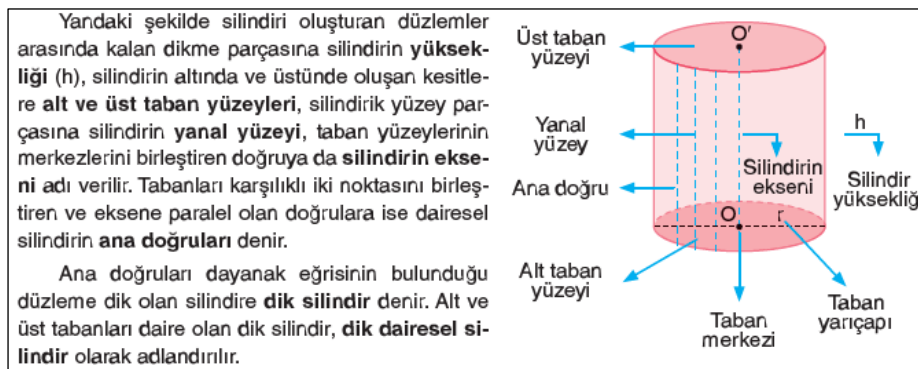 Yandaki şekilde silindiri oluşturan düzlemler
arasında kalan dikme parçasına silindirin yüksek-
liği (h), silindirin altında ve üstünde oluşan kesitle-
re alt ve üst taban yüzeyleri, silindirik yüzey par-
çasına silindirin yanal yüzeyi, taban yüzeylerinin
merkezlerini birleştiren doğruya da silindirin ekse-
ni adı verilir. Tabanları karşılıklı iki noktasını birleş-
tiren ve eksene paralel olan doğrulara ise dairesel
silindirin ana doğruları denir.
Ana doğruları dayanak eğrisinin bulunduğu
düzleme dik olan silindire dik silindir denir. Alt ve
üst tabanları daire olan dik silindir, dik dairesel si-
lindir olarak adlandırılır.
Üst taban
yüzeyi
O'
Yanal
yüzey
h
Silindirin
ekseni
Silindir
yüksekliğ
Ana doğru
O
r
Alt taban
yüzeyi
Taban
merkezi
Taban
yarıçapı